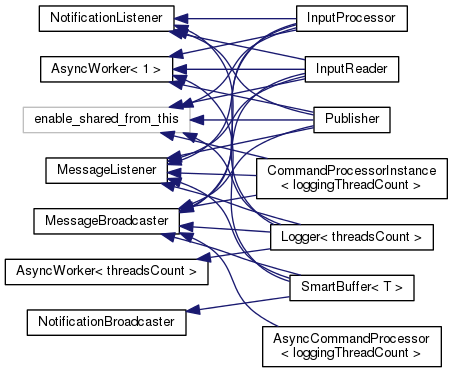 NotificationListener
AsyncWorker< 1 >
enable_shared_from_this
MessageListener
MessageBroadcaster
AsyncWorker< threadsCount >
NotificationBroadcaster
InputProcessor
InputReader
Publisher
CommandProcessorInstance
< loggingThreadCount >
Logger< threadsCount >
SmartBuffer< T >
AsyncCommandProcessor
< loggingThreadCount >